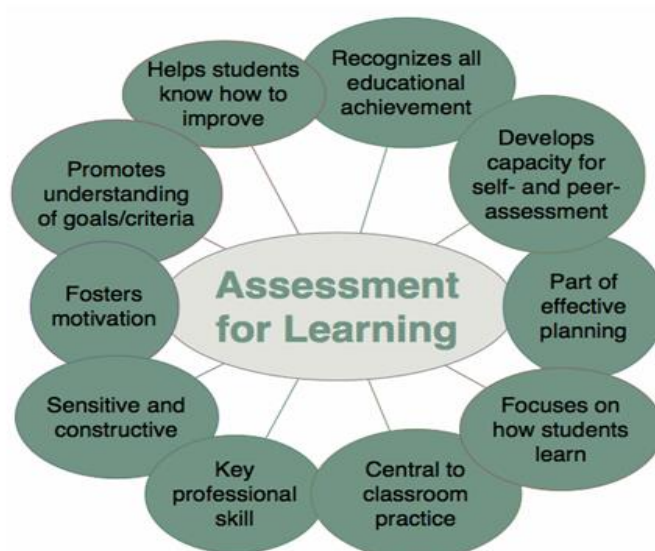 Recognizes all
educational
achievement
Develops
capacity for
self- and peer-
assessment
Part of
effective
planning
Focuses on
how students
learn
Central to
classroom
practice
Key
professional
skill
Sensitive and
constructive
Fosters
motivation
Promotes
understanding
of goals/criteria
Helps students
know how to
improve
Assessment
for Learning